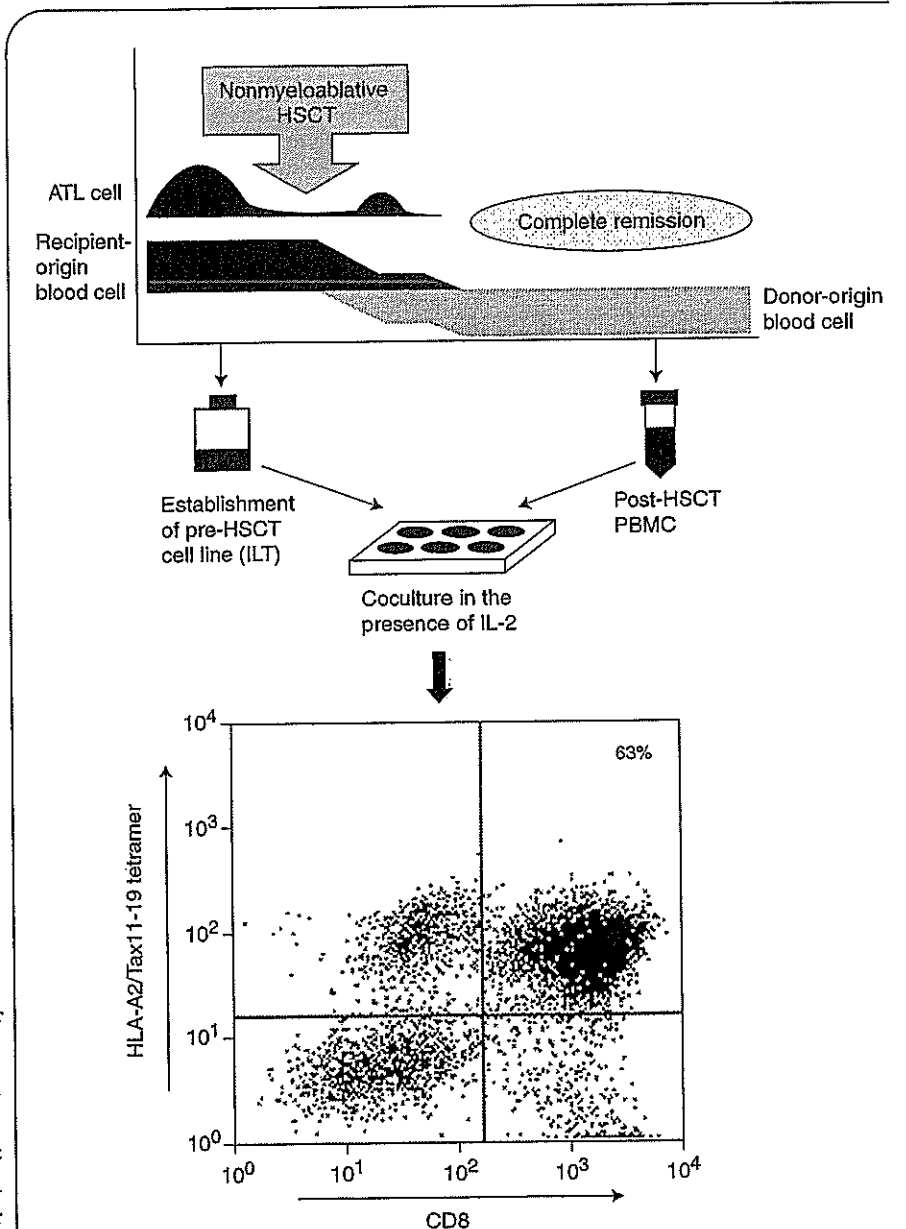 Nonmyeloablative
HSCT
ATL cell
Complete remission
Recipient-
origin
blood cell
Donor-origin
blood cell
Establishment
of pre-HSCT
cell line (ILT)
Post-HSCT
PBMC
Coculture in the
presence of IL-2
HLA-A2/Tax11-19 tetramer
10⁴
63%
10³
10²
10¹
10⁰
10⁰ 10¹ 10² 10³ 10⁴
CD8